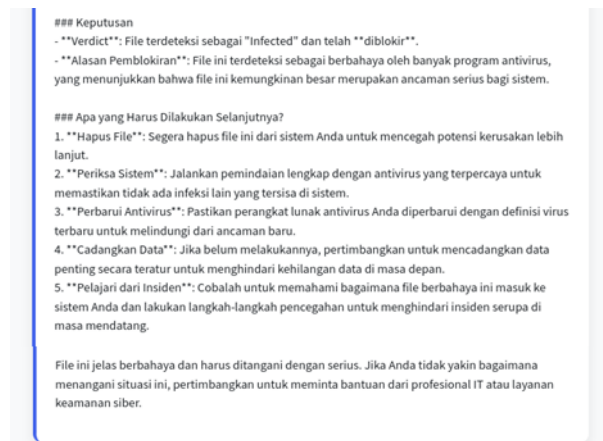 ### Keputusan
- **Verdict**: File terdeteksi sebagai "Infected" dan telah **diblokir**.
- **Alasan Pemblokiran**: File ini terdeteksi sebagai berbahaya oleh banyak program antivirus,
yang menunjukkan bahwa file ini kemungkinan besar merupakan ancaman serius bagi sistem.
### Apa yang Harus Dilakukan Selanjutnya?
1. **Hapus File**: Segera hapus file ini dari sistem Anda untuk mencegah potensi kerusakan lebih
lanjut.
2. **Periksa Sistem**: Jalankan pemindaian lengkap dengan antivirus yang terpercaya untuk
memastikan tidak ada infeksi lain yang tersisa di sistem.
3. **Perbarui Antivirus**: Pastikan perangkat lunak antivirus Anda diperbarui dengan definisi virus
terbaru untuk melindungi dari ancaman baru.
4. **Cadangkan Data**: Jika belum melakukannya, pertimbangkan untuk mencadangkan data
penting secara teratur untuk menghindari kehilangan data di masa depan.
5. **Pelajari dari Insiden**: Cobalah untuk memahami bagaimana file berbahaya ini masuk ke
sistem Anda dan lakukan langkah-langkah pencegahan untuk menghindari insiden serupa di
masa mendatang.
File ini jelas berbahaya dan harus ditangani dengan serius. Jika Anda tidak yakin bagaimana
menangani situasi ini, pertimbangkan untuk meminta bantuan dari profesional IT atau layanan
keamanan siber.